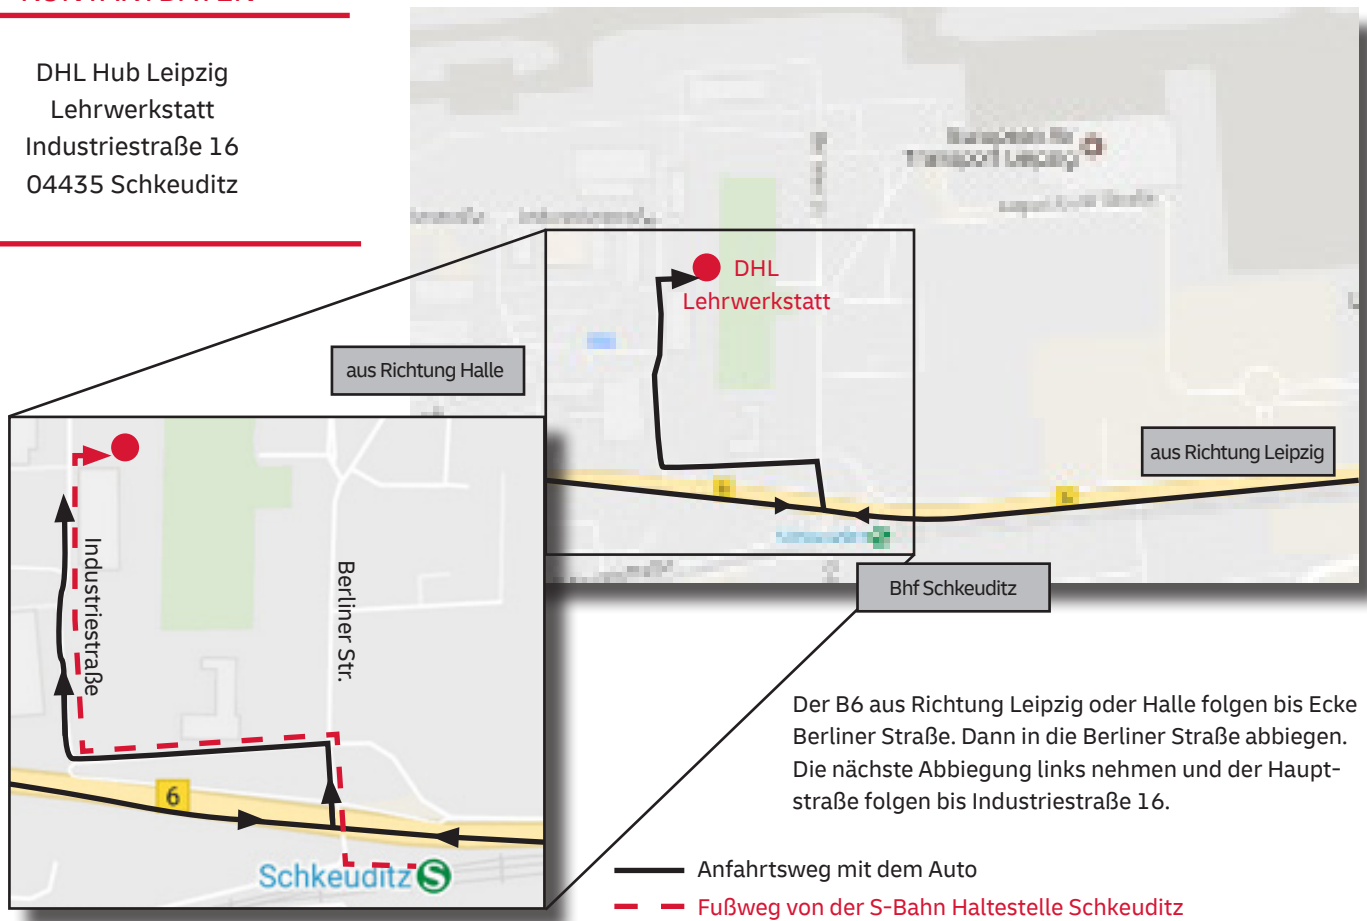 KONTAKTDATEN
DHL Hub Leipzig
Lehrwerkstatt
Industriestraße 16
04435 Schkeuditz
Transport Leipzig
DHL
Lehrwerkstatt
aus Richtung Halle
aus Richtung Leipzig
Bhf Schkeuditz
Industriestraße
Berliner Str.
6
Schkeuditz S
Der B6 aus Richtung Leipzig oder Halle folgen bis Ecke
Berliner Straße. Dann in die Berliner Straße abbiegen.
Die nächste Abbiegung links nehmen und der Haupt-
straße folgen bis Industriestraße 16.
Anfahrtsweg mit dem Auto
Fußweg von der S-Bahn Haltestelle Schkeuditz